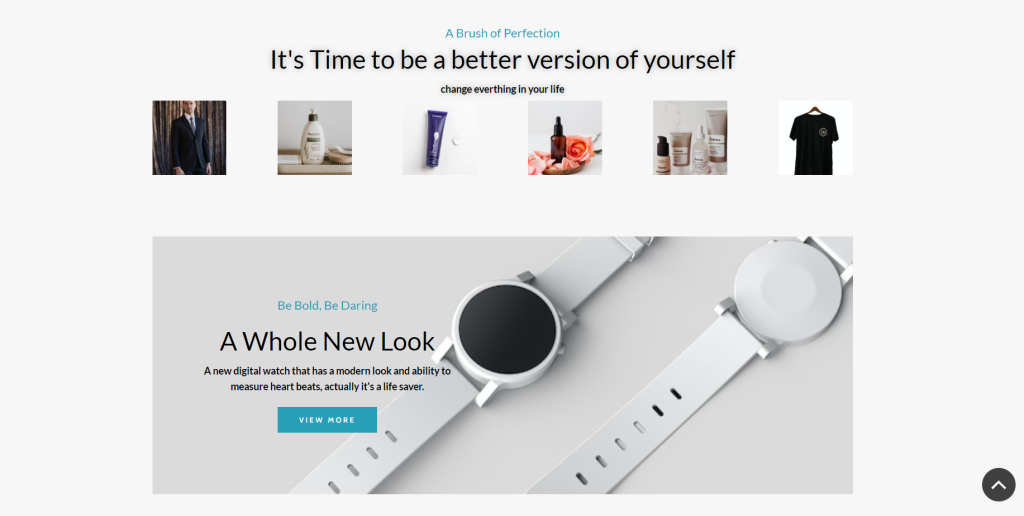 A Brush of Perfection
It's Time to be a better version of yourself
change everthing in your life
Be Bold, Be Daring
A Whole New Look
A new digital watch that has a modern look and ability to
measure heart beats, actually it's a life saver.
VIEW MORE